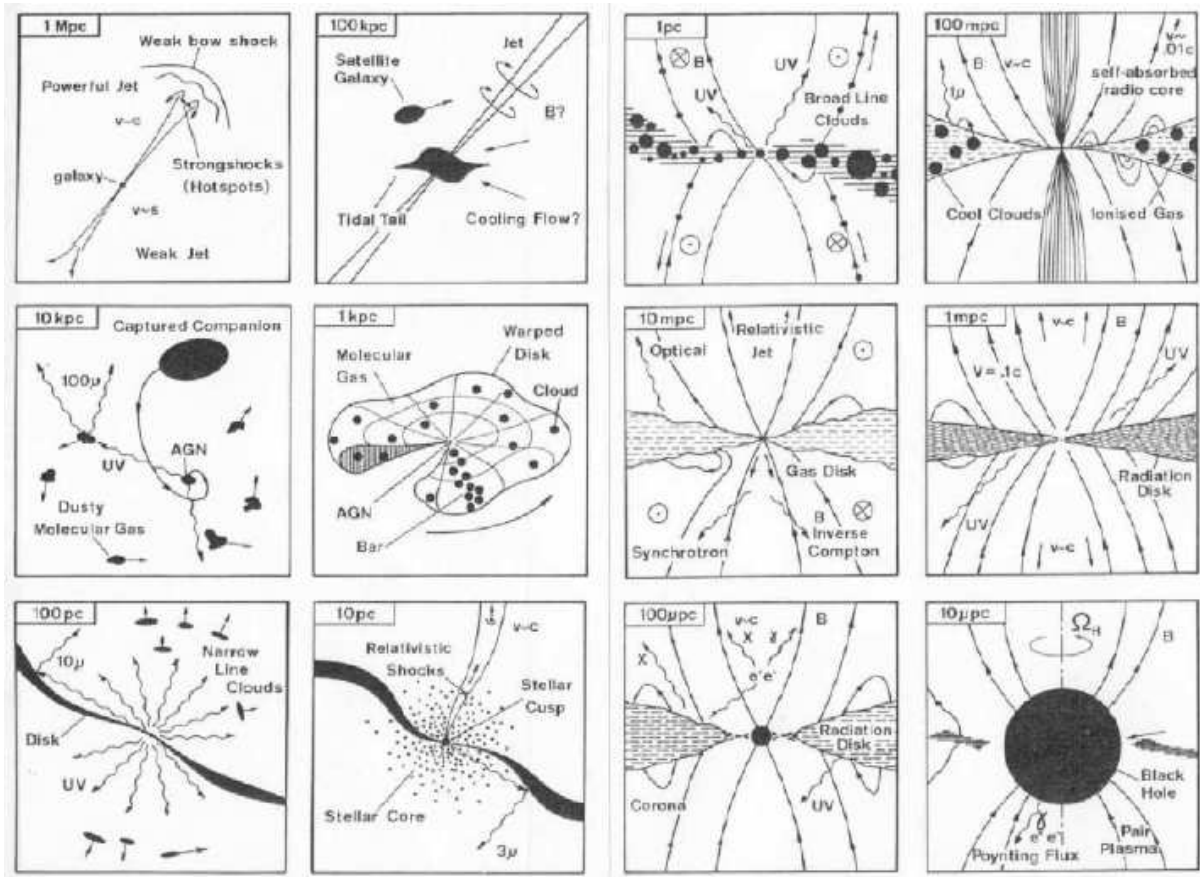 1 Mpc
Weak bow shock
Powerful Jet
v~c
Strong shocks
(Hotspots)
galaxy
v~s
Weak Jet
100 kpc
Jet
Satellite
Galaxy
B?
Tidal Tail
Cooling Flow?
1pc
B
UV
UV
Broad Line
Clouds
100 mpc
v~
.01c
B
v~c
self-absorbed
radio core
1μ
Cool Clouds
Ionised Gas
10 kpc
Captured Companion
100μ
AGN
UV
Dusty
Molecular Gas
1 kpc
Warped
Disk
Molecular
Gas
Cloud
AGN
Bar
10 mpc
Relativistic
Jet
Optical
Gas Disk
B
Synchrotron
Inverse
Compton
1 mpc
v~c
B
UV
V = .1c
Radiation
Disk
UV
v~c
100 pc
10μ
Narrow
Line
Clouds
Disk
UV
10 pc
v~c
Relativistic
Shocks
Stellar
Cusp
Stellar Core
3μ
100 μpc
v~c
B
X
X
γ
e⁺e⁻
Radiation
Disk
Corona
UV
10 μpc
Ω_H
B
Black
Hole
γ
e⁺e⁻
Pair
Plasma
Poynting Flux